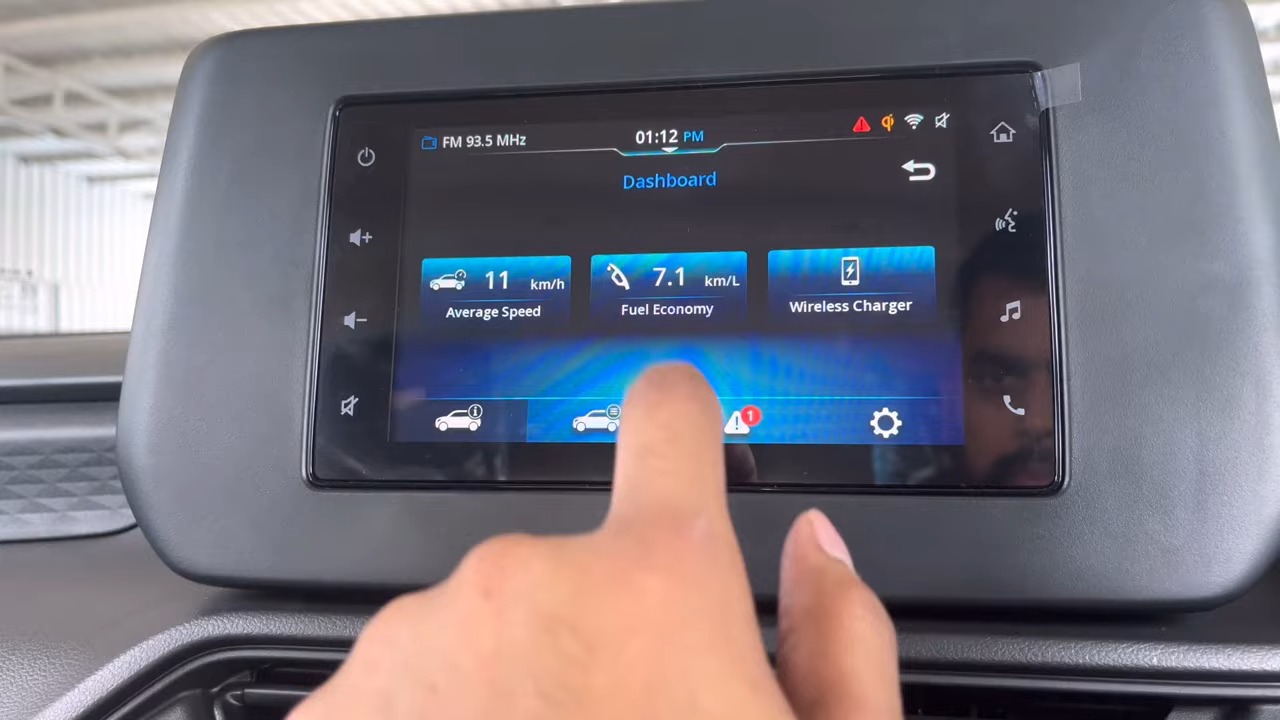 FM 93.5 MHz
01:12 PM
Dashboard
11 km/h
Average Speed
7.1 km/L
Fuel Economy
Wireless Charger
1